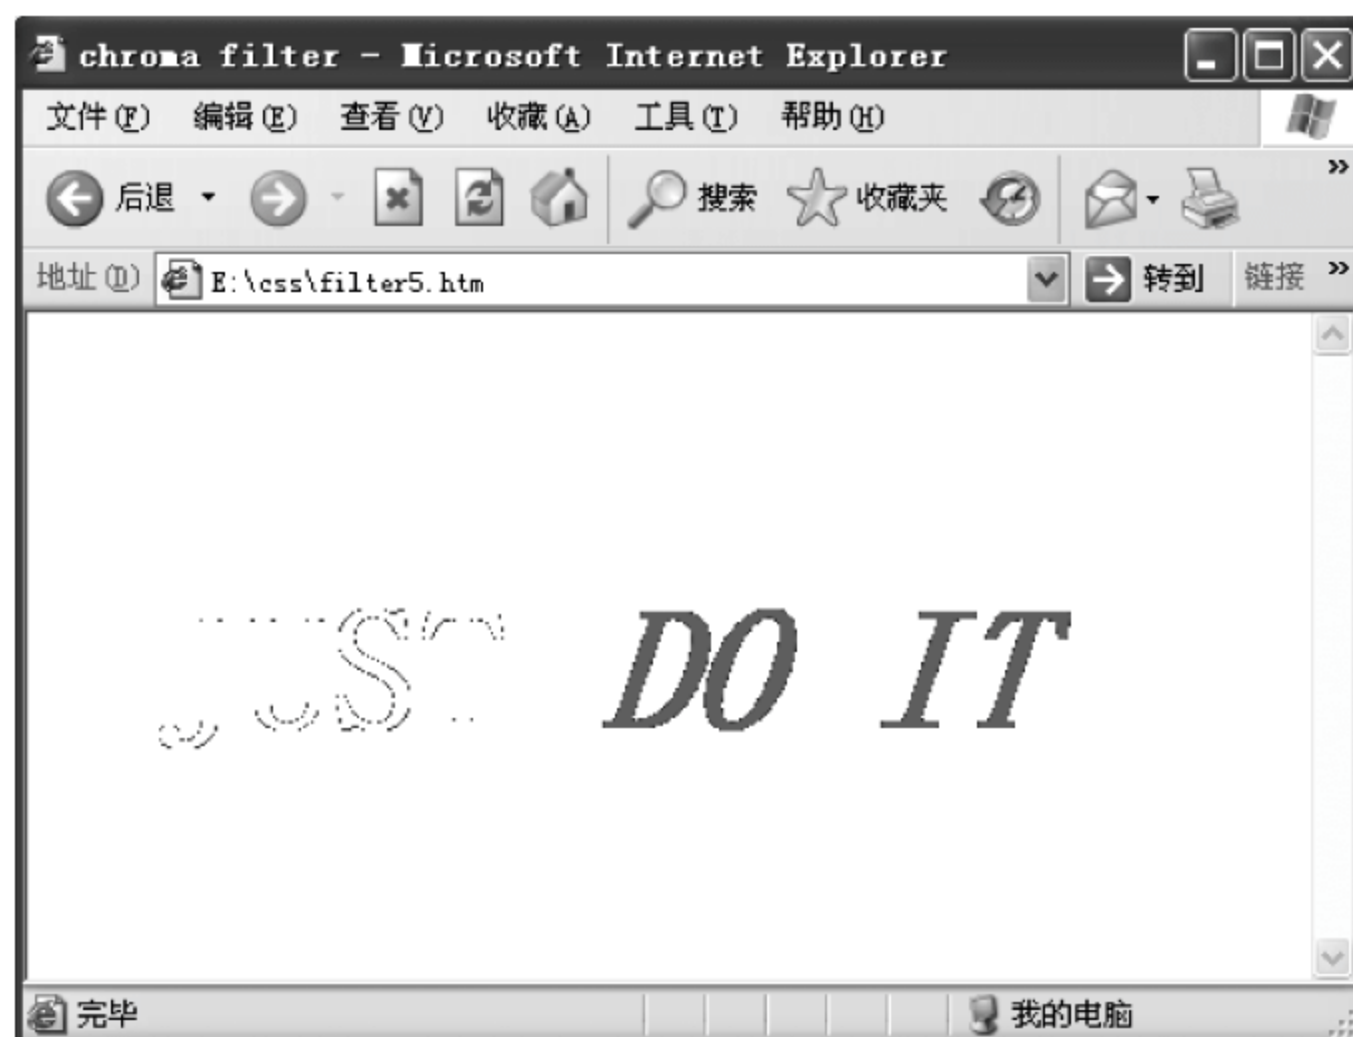 chroma filter - Microsoft Internet Explorer
文件(F) 编辑(E) 查看(V) 收藏(A) 工具(T) 帮助(H)
后退 搜索 收藏夹 »
地址(D) E:\css\filter5.htm 转到 链接 »
JUST DO IT
完毕 我的电脑